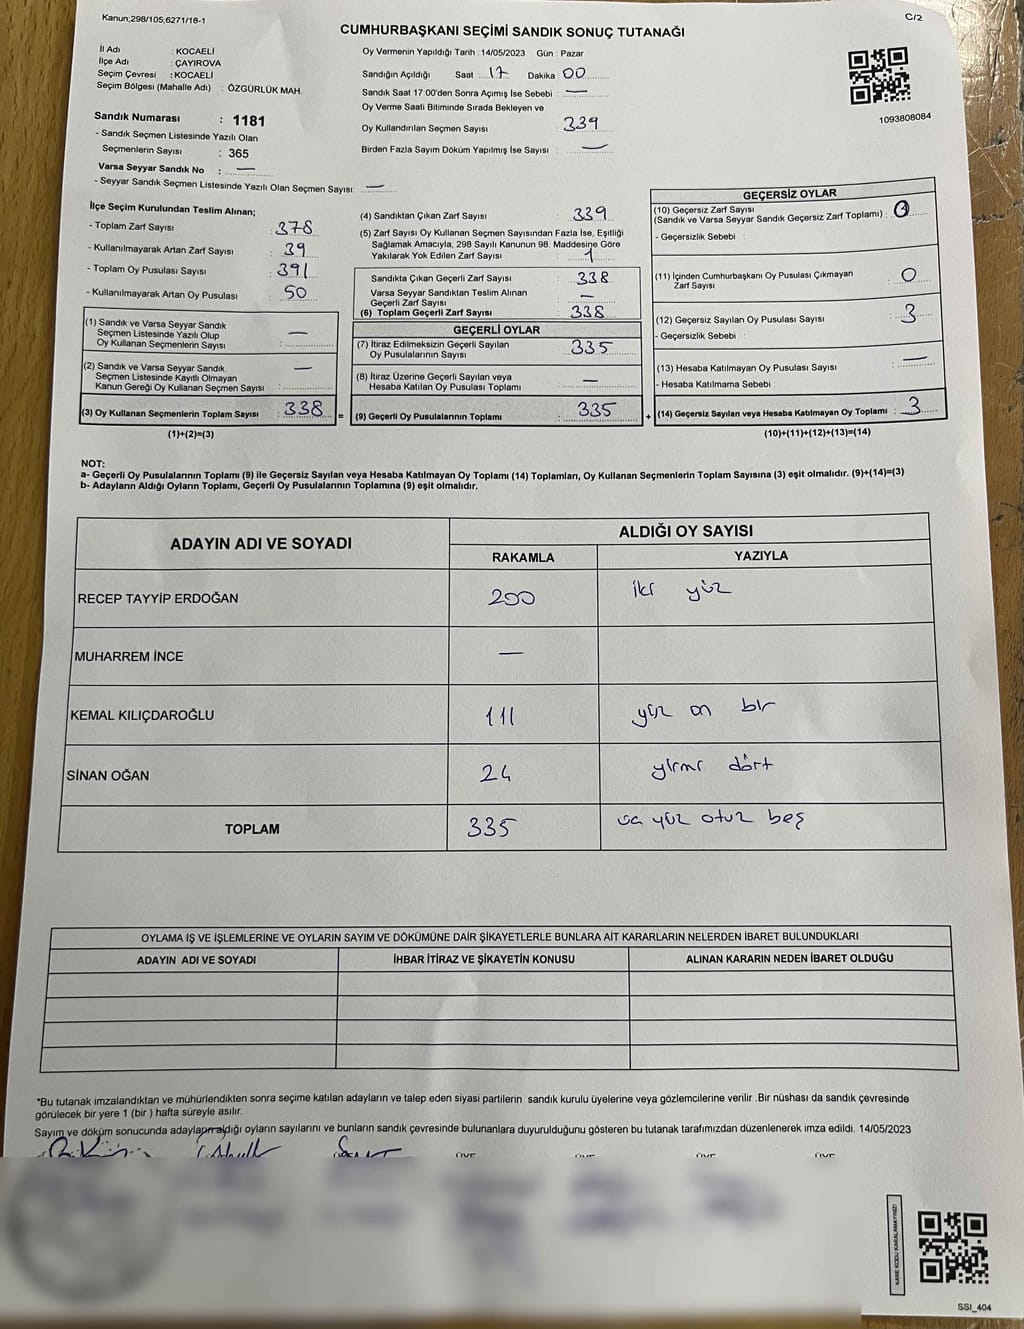 Kanun;298/105;6271/18-1
C/2
CUMHURBAŞKANI SEÇİMİ SANDIK SONUÇ TUTANAĞI
İl Adı : KOCAELİ
İlçe Adı : ÇAYIROVA
Seçim Çevresi : KOCAELİ
Seçim Bölgesi (Mahalle Adı) : ÖZGÜRLÜK MAH.
Sandık Numarası : 1181
- Sandık Seçmen Listesinde Yazılı Olan
Seçmenlerin Sayısı : 365
Varsa Seyyar Sandık No : —
- Seyyar Sandık Seçmen Listesinde Yazılı Olan Seçmen Sayısı: —
Oy Vermenin Yapıldığı Tarih : 14/05/2023 Gün : Pazar
Sandığın Açıldığı Saat : 17 Dakika : 00
Sandık Saat 17:00'den Sonra Açımış İse Sebebi : —
Oy Verme Saati Bitiminde Sırada Bekleyen ve
Oy Kullandırılan Seçmen Sayısı : 339
Birden Fazla Sayım Döküm Yapılmış İse Sayısı : —
1093808084
İlçe Seçim Kurulundan Teslim Alınan;
- Toplam Zarf Sayısı : 378
- Kullanılmayarak Artan Zarf Sayısı : 39
- Toplam Oy Pusulası Sayısı : 391
- Kullanılmayarak Artan Oy Pusulası : 50
(1) Sandık ve Varsa Seyyar Sandık
Seçmen Listesinde Yazılı Olup
Oy Kullanan Seçmenlerin Sayısı : —
(2) Sandık ve Varsa Seyyar Sandık
Seçmen Listesinde Kayıtlı Olmayan
Kanun Gereği Oy Kullanan Seçmen Sayısı : —
(3) Oy Kullanan Seçmenlerin Toplam Sayısı : 338
(1)+(2)=(3)
(4) Sandıktan Çıkan Zarf Sayısı : 339
(5) Zarf Sayısı Oy Kullanan Seçmen Sayısından Fazla İse, Eşitliği
Sağlamak Amacıyla, 298 Sayılı Kanunun 98. Maddesine Göre
Yakılarak Yok Edilen Zarf Sayısı : 1
Sandıkta Çıkan Geçerli Zarf Sayısı : 338
Varsa Seyyar Sandıktan Teslim Alınan
Geçerli Zarf Sayısı : —
(6) Toplam Geçerli Zarf Sayısı : 338
GEÇERLİ OYLAR
(7) İtiraz Edilmeksizin Geçerli Sayılan
Oy Pusulalarının Sayısı : 335
(8) İtiraz Üzerine Geçerli Sayılan veya
Hesaba Katılan Oy Pusulası Toplamı : —
= (9) Geçerli Oy Pusulalarının Toplamı : 335
GEÇERSİZ OYLAR
(10) Geçersiz Zarf Sayısı
(Sandık ve Varsa Seyyar Sandık Geçersiz Zarf Toplamı) :
- Geçersizlik Sebebi :
(11) İçinden Cumhurbaşkanı Oy Pusulası Çıkmayan
Zarf Sayısı : 0
(12) Geçersiz Sayılan Oy Pusulası Sayısı : 3
- Geçersizlik Sebebi :
(13) Hesaba Katılmayan Oy Pusulası Sayısı : —
- Hesaba Katılmama Sebebi :
+ (14) Geçersiz Sayılan veya Hesaba Katılmayan Oy Toplamı : 3
(10)+(11)+(12)+(13)=(14)
NOT:
a- Geçerli Oy Pusulalarının Toplamı (9) ile Geçersiz Sayılan veya Hesaba Katılmayan Oy Toplamı (14) Toplamları, Oy Kullanan Seçmenlerin Toplam Sayısına (3) eşit olmalıdır. (9)+(14)=(3)
b- Adayların Aldığı Oyların Toplamı, Geçerli Oy Pusulalarının Toplamına (9) eşit olmalıdır.
ADAYIN ADI VE SOYADI
ALDIĞI OY SAYISI
RAKAMLA YAZIYLA
RECEP TAYYİP ERDOĞAN 200 iki yüz
MUHARREM İNCE —
KEMAL KILIÇDAROĞLU 111 yüz on bir
SİNAN OĞAN 24 yirmi dört
TOPLAM 335 üç yüz otuz beş
OYLAMA İŞ VE İŞLEMLERİNE VE OYLARIN SAYIM VE DÖKÜMÜNE DAİR ŞİKAYETLERLE BUNLARA AİT KARARLARIN NELERDEN İBARET BULUNDUKLARI
ADAYIN ADI VE SOYADI İHBAR İTİRAZ VE ŞİKAYETİN KONUSU ALINAN KARARIN NEDEN İBARET OLDUĞU
*Bu tutanak imzalandıktan ve mühürlendikten sonra seçime katılan adayların ve talep eden siyasi partilerin sandık kurulu üyelerine veya gözlemcilerine verilir .Bir nüshası da sandık çevresinde
görülecek bir yere 1 (bir ) hafta süreyle asılır.
Sayım ve döküm sonucunda adayların aldığı oyların sayılarını ve bunların sandık çevresinde bulunanlara duyurulduğunu gösteren bu tutanak tarafımızdan düzenlenerek imza edildi. 14/05/2023
ÜYE ÜYE ÜYE ÜYE
KARE KODU KARALAMAYINIZ!
SSI_404